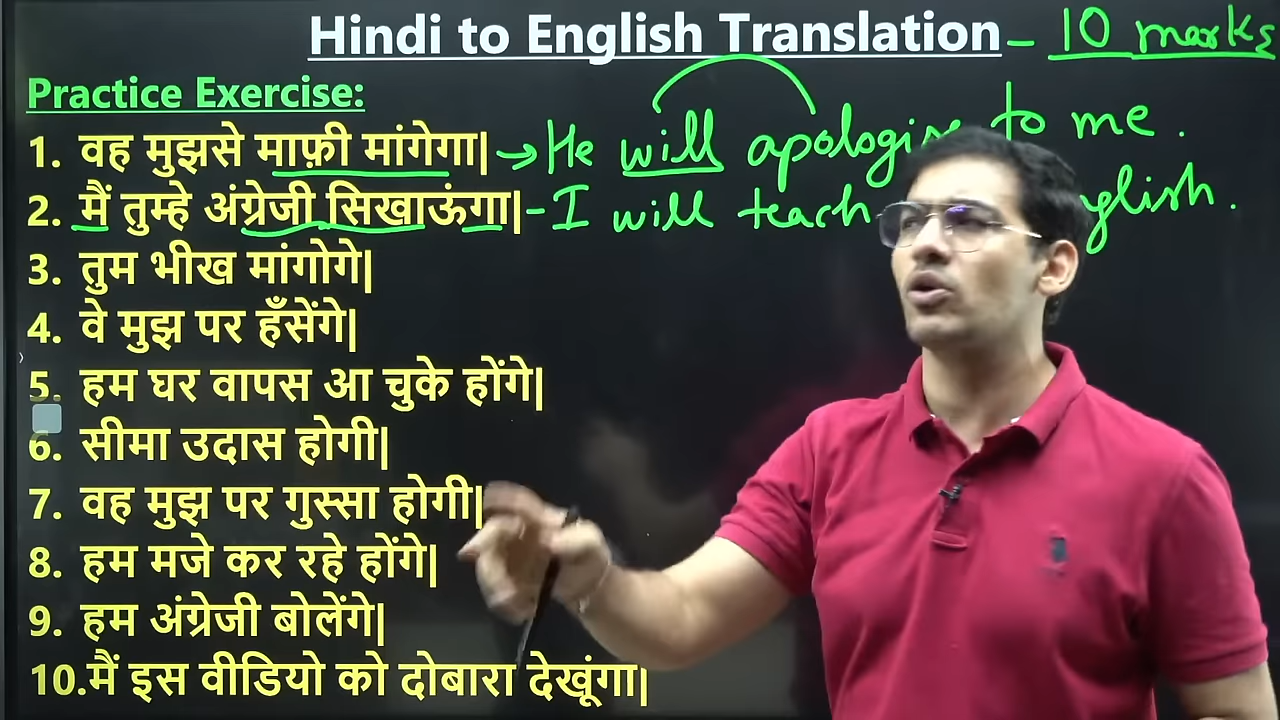 Hindi to English Translation – 10 marks
Practice Exercise:
1. वह मुझसे माफ़ी मांगेगा| → He will apologise to me.
2. मैं तुम्हे अंग्रेजी सिखाऊंगा| - I will teach
3. तुम भीख मांगोगे|
4. वे मुझ पर हँसेंगे|
5. हम घर वापस आ चुके होंगे|
6. सीमा उदास होगी|
7. वह मुझ पर गुस्सा होगी|
8. हम मजे कर रहे होंगे|
9. हम अंग्रेजी बोलेंगे|
10.मैं इस वीडियो को दोबारा देखूंगा|